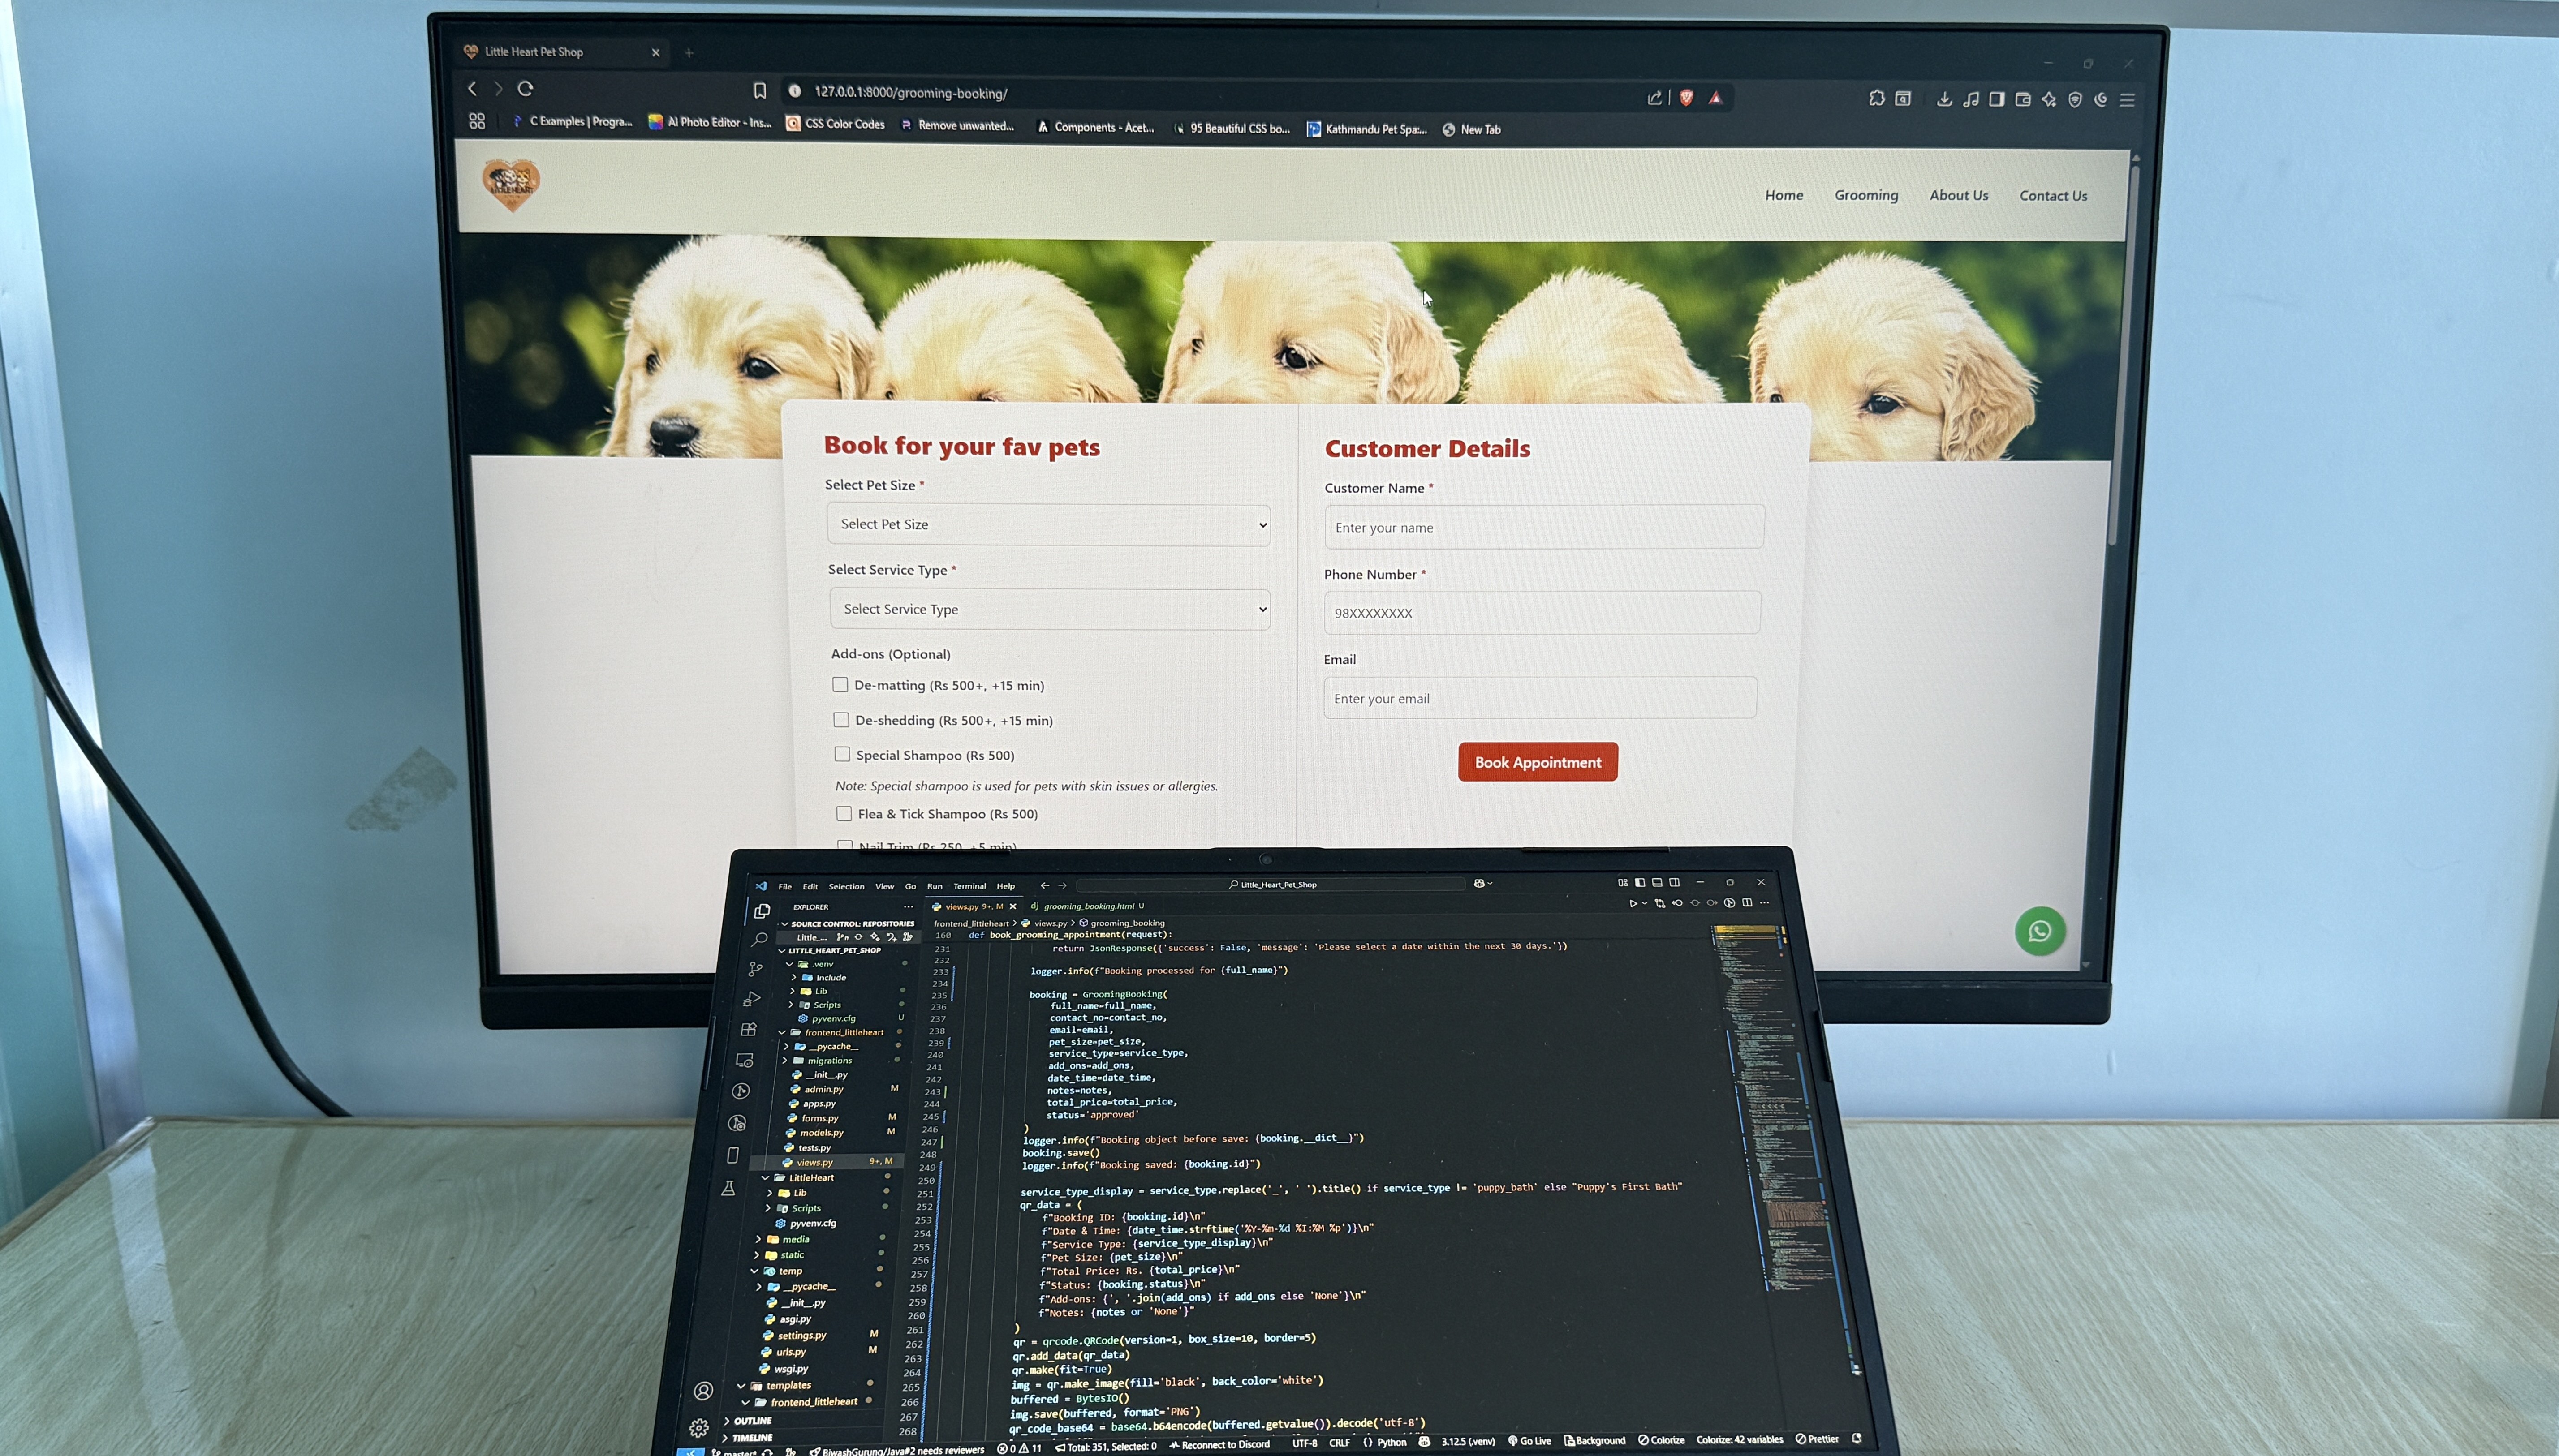 Little Heart Pet Shop
127.0.0.1:8000/grooming-booking/
C Examples | Progra...
AI Photo Editor - Ins...
CSS Color Codes
Remove unwanted...
Components - Acet...
95 Beautiful CSS bo...
Kathmandu Pet Spa:...
New Tab
Home
Grooming
About Us
Contact Us
Book for your fav pets
Select Pet Size *
Select Pet Size
Select Service Type *
Select Service Type
Add-ons (Optional)
De-matting (Rs 500+, +15 min)
De-shedding (Rs 500+, +15 min)
Special Shampoo (Rs 500)
Note: Special shampoo is used for pets with skin issues or allergies.
Flea & Tick Shampoo (Rs 500)
Nail Trim (Rs 250, +5 min)
Customer Details
Customer Name *
Enter your name
Phone Number *
98XXXXXXXX
Email
Enter your email
Book Appointment
File Edit Selection View Go Run Terminal Help
Little_Heart_Pet_Shop
EXPLORER
SOURCE CONTROL: REPOSITORIES
Little_...
LITTLE_HEART_PET_SHOP
.venv
Include
Lib
Scripts
pyvenv.cfg U
frontend_littleheart
__pycache__
migrations
__init__.py
admin.py M
apps.py
forms.py M
models.py M
tests.py
views.py 9+, M
LittleHeart
Lib
Scripts
pyvenv.cfg
media
static
temp
__pycache__
__init__.py
asgi.py
settings.py M
urls.py M
wsgi.py
templates
frontend_littleheart
OUTLINE
TIMELINE
views.py 9+, M
grooming_booking.html U
frontend_littleheart > views.py > grooming_booking
160 def book_grooming_appointment(request):
231 return JsonResponse({'success': False, 'message': 'Please select a date within the next 30 days.'})
232
233 logger.info(f"Booking processed for {full_name}")
234
235 booking = GroomingBooking(
236 full_name=full_name,
237 contact_no=contact_no,
238 email=email,
239 pet_size=pet_size,
240 service_type=service_type,
241 add_ons=add_ons,
242 date_time=date_time,
243 notes=notes,
244 total_price=total_price,
245 status='approved'
246 )
247 logger.info(f"Booking object before save: {booking.__dict__}")
248 booking.save()
249 logger.info(f"Booking saved: {booking.id}")
250
251 service_type_display = service_type.replace('_', ' ').title() if service_type != 'puppy_bath' else "Puppy's First Bath"
252 qr_data = (
253 f"Booking ID: {booking.id}\n"
254 f"Date & Time: {date_time.strftime('%Y-%m-%d %I:%M %p')}\n"
255 f"Service Type: {service_type_display}\n"
256 f"Pet Size: {pet_size}\n"
257 f"Total Price: Rs. {total_price}\n"
258 f"Status: {booking.status}\n"
259 f"Add-ons: {', '.join(add_ons) if add_ons else 'None'}\n"
260 f"Notes: {notes or 'None'}"
261 )
262 qr = qrcode.QRCode(version=1, box_size=10, border=5)
263 qr.add_data(qr_data)
264 qr.make(fit=True)
265 img = qr.make_image(fill='black', back_color='white')
266 buffered = BytesIO()
267 img.save(buffered, format='PNG')
268 qr_code_base64 = base64.b64encode(buffered.getvalue()).decode('utf-8')
master* BiwashGurung/Java#2 needs reviewers 0 11 Total: 351, Selected: 0 Reconnect to Discord UTF-8 CRLF {} Python 3.12.5 (.venv) Go Live Background Colorize Colorize: 42 variables Prettier